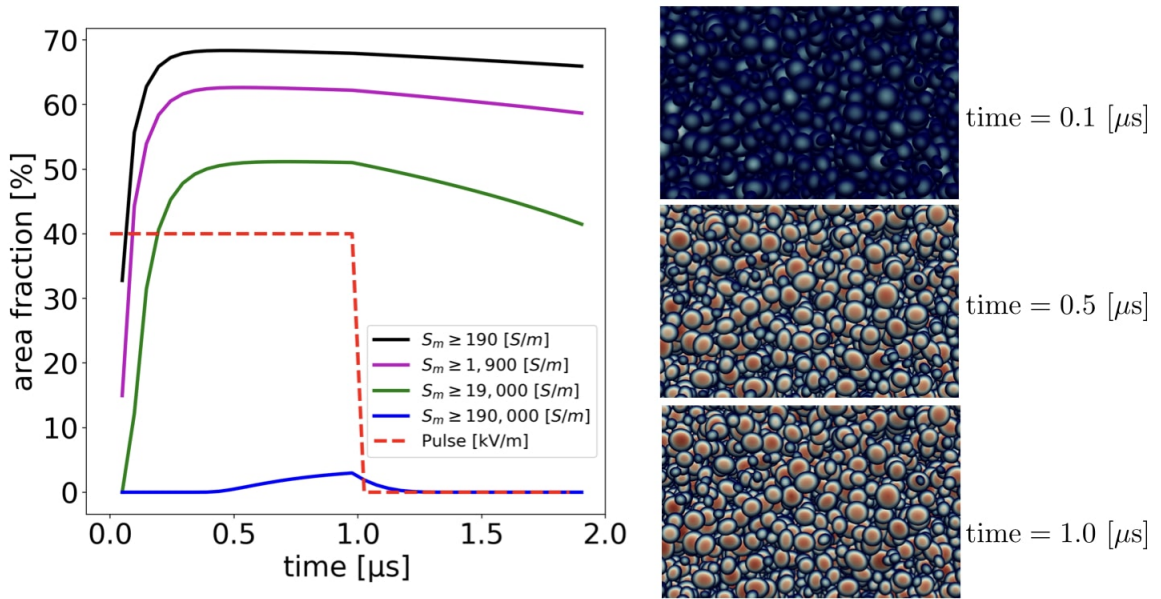 area fraction [%]
70
60
50
40
30
20
10
0
S_m ≥ 190 [S/m]
S_m ≥ 1,900 [S/m]
S_m ≥ 19,000 [S/m]
S_m ≥ 190,000 [S/m]
Pulse [kV/m]
0.0 0.5 1.0 1.5 2.0
time [µs]
time = 0.1 [µs]
time = 0.5 [µs]
time = 1.0 [µs]